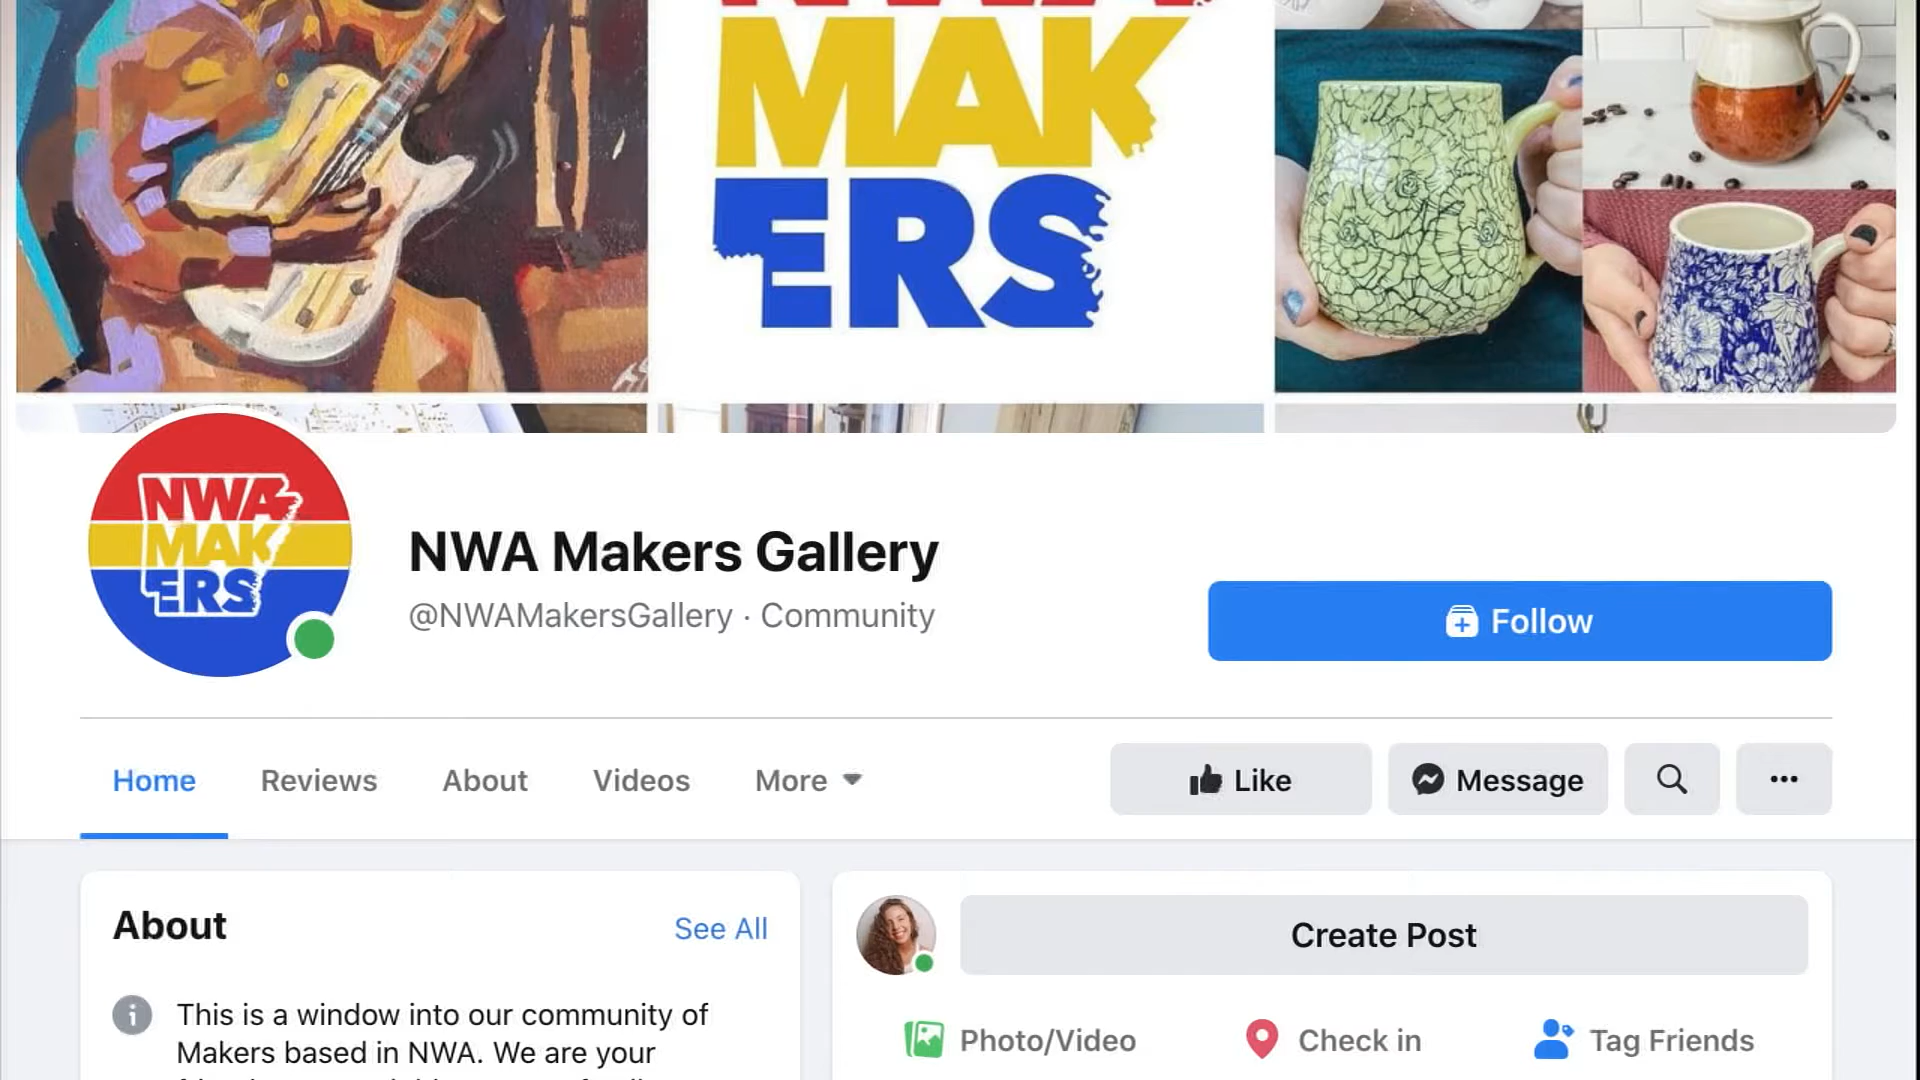 NWA
MAK
ERS
NWA
MAK
ERS
NWA Makers Gallery
@NWAMakersGallery · Community
Follow
Home
Reviews
About
Videos
More
Like
Message
About
See All
Create Post
This is a window into our community of
Makers based in NWA. We are your
Photo/Video
Check in
Tag Friends